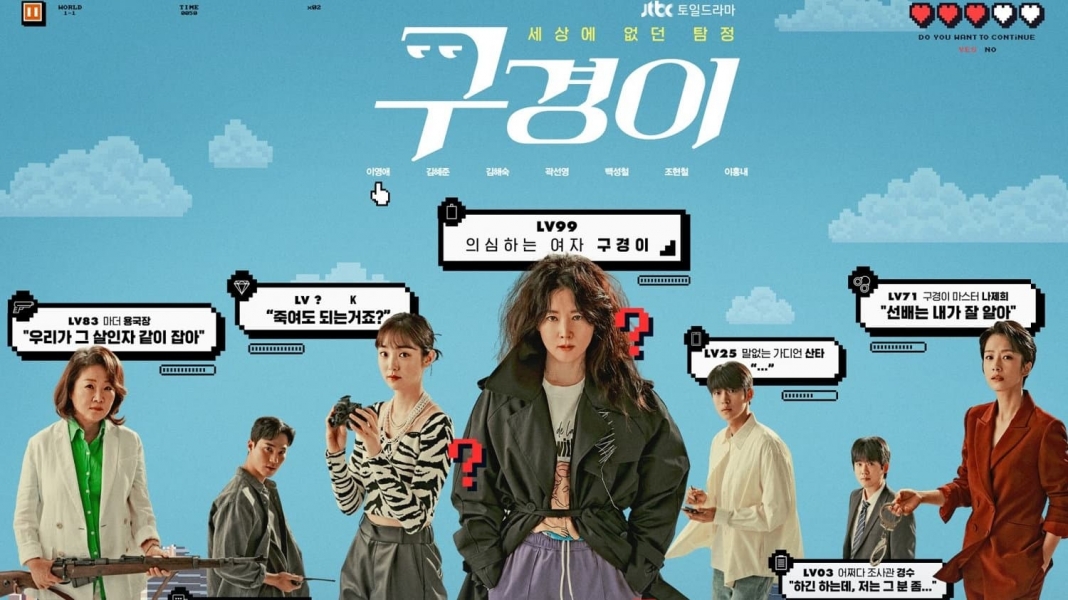 WORLD
1-1
TIME
0050
x02
JTBC 토일드라마
세상에 없던 탐정
구경이
DO YOU WANT TO CONTINUE
YES NO
이영애 김혜준 김해숙 곽선영 백성철 조현철 이홍내
LV99
의심하는 여자 구경이
LV83 마더 용국장
"우리가 그 살인자 같이 잡아"
LV ? K
"죽여도 되는거죠?"
LV25 말없는 가디언 산타
"..."
LV71 구경이 마스터 나제희
"선배는 내가 잘 알아"
LV03 어쩌다 조사관 경수
"하긴 하는데, 저는 그 분 좀..."